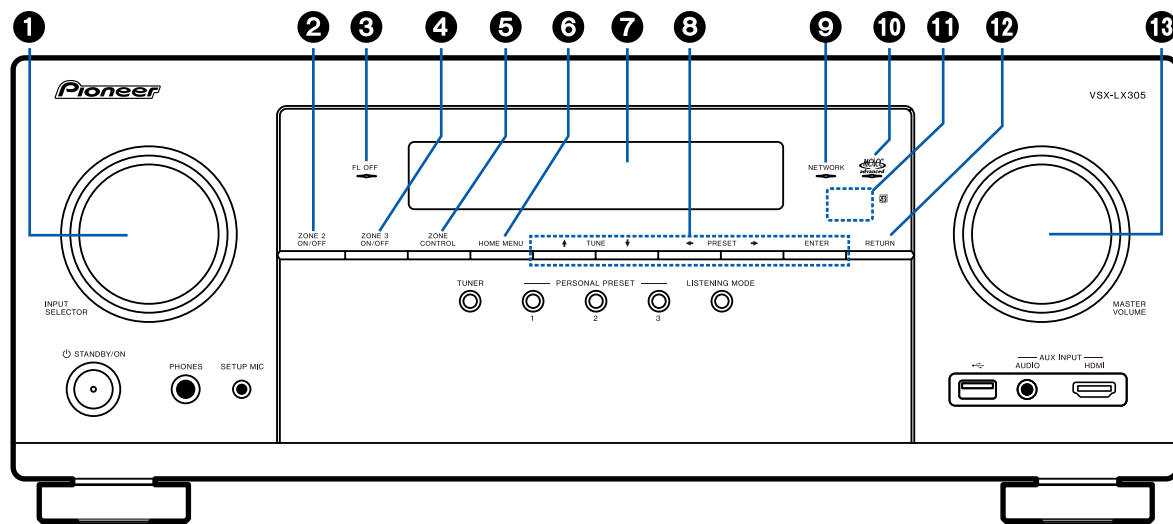 1 2 3 4 5 6 7 8 9 10 11 12 13
Pioneer
VSX-LX305
FL OFF
NETWORK
MCACC
advanced
ZONE 2
ON/OFF
ZONE 3
ON/OFF
ZONE
CONTROL
HOME MENU
TUNE
PRESET
ENTER
RETURN
INPUT
SELECTOR
TUNER
PERSONAL PRESET
LISTENING MODE
1 2 3
MASTER
VOLUME
STANDBY/ON
PHONES
SETUP MIC
AUX INPUT
AUDIO
HDMI